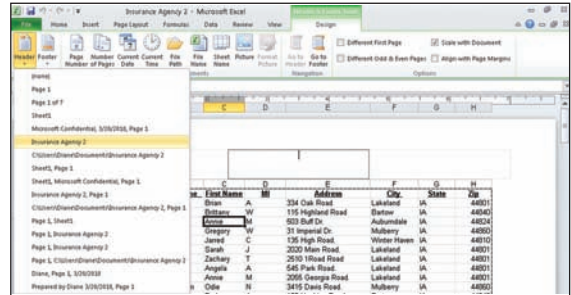 Insurance Agency 2 - Microsoft Excel
File Home Insert Page Layout Formulas Data Review View Design
Header Footer Page Number Number of Pages Current Date Current Time File Path File Name Sheet Name Picture Format Picture Go to Header Go to Footer
Different First Page Scale with Document
Different Odd & Even Pages Align with Page Margins
Navigation Options
(none)
Page 1
Page 1 of ?
Sheet1
Microsoft Confidential, 3/29/2010, Page 1
Insurance Agency 2
C:\Users\Diane\Documents\Insurance Agency 2
Sheet1, Page 1
Sheet1, Microsoft Confidential, Page 1
Insurance Agency 2, Page 1
C:\Users\Diane\Documents\Insurance Agency 2, Page 1
Page 1, Sheet1
Page 1, Insurance Agency 2
Page 1, Insurance Agency 2
Page 1, C:\Users\Diane\Documents\Insurance Agency 2
Diane, Page 1, 3/29/2010
Prepared by Diane 3/29/2010, Page 1
C D E F G H
C D E F G H
First Name MI Address City State Zip
Brian A 334 Oak Road Lakeland IA 44801
Brittany W 115 Highland Road Bartow IA 44840
Annie M 503 Buff Dr. Auburndale IA 44824
Gregory W 31 Imperial Dr. Mulberry IA 44860
Jared C 135 High Road. Winter Haven IA 44810
Sarah J 2020 Main Road. Lakeland IA 44801
Zachary T 2510 1Road Road Lakeland IA 44801
Angela A 545 Park Road. Lakeland IA 44801
Annie M 2055 Georgia Road. Lakeland IA 44801
Odie N 3415 Davis Road. Mulberry IA 44860